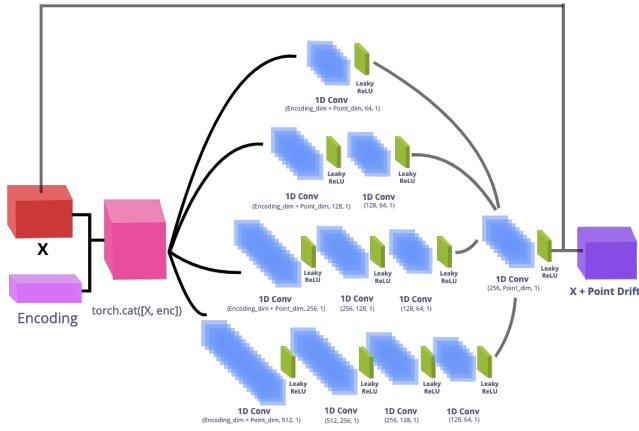 Leaky
ReLU
1D Conv
(Encoding_dim + Point_dim, 64, 1)
Leaky
ReLU
Leaky
ReLU
1D Conv
(Encoding_dim + Point_dim, 128, 1)
1D Conv
(128, 64, 1)
X
Encoding
torch.cat([X, enc])
Leaky
ReLU
Leaky
ReLU
Leaky
ReLU
1D Conv
(Encoding_dim + Point_dim, 256, 1)
1D Conv
(256, 128, 1)
1D Conv
(128, 64, 1)
Leaky
ReLU
1D Conv
(256, Point_dim, 1)
X + Point Drift
Leaky
ReLU
Leaky
ReLU
Leaky
ReLU
Leaky
ReLU
1D Conv
(Encoding_dim + Point_dim, 512, 1)
1D Conv
(512, 256, 1)
1D Conv
(256, 128, 1)
1D Conv
(128, 64, 1)